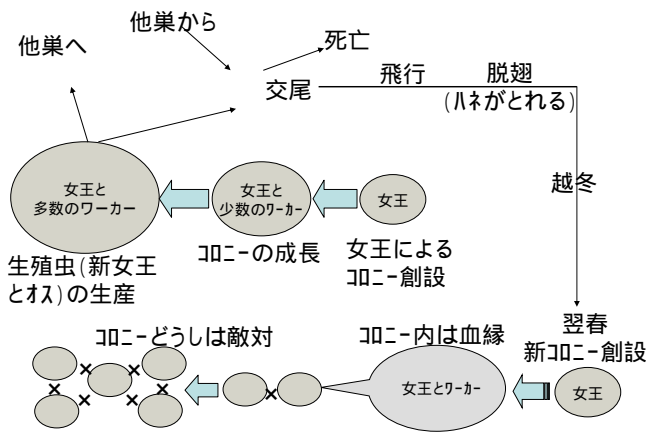 他巣へ
他巣から
死亡
交尾
飛行
脱翅
(ハネがとれる)
越冬
女王と
多数のワーカー
女王と
少数のワーカー
女王
生殖虫(新女王
とオス)の生産
コロニーの成長
女王による
コロニー創設
翌春
新コロニー創設
コロニーどうしは敵対
コロニー内は血縁
女王とワーカー
女王